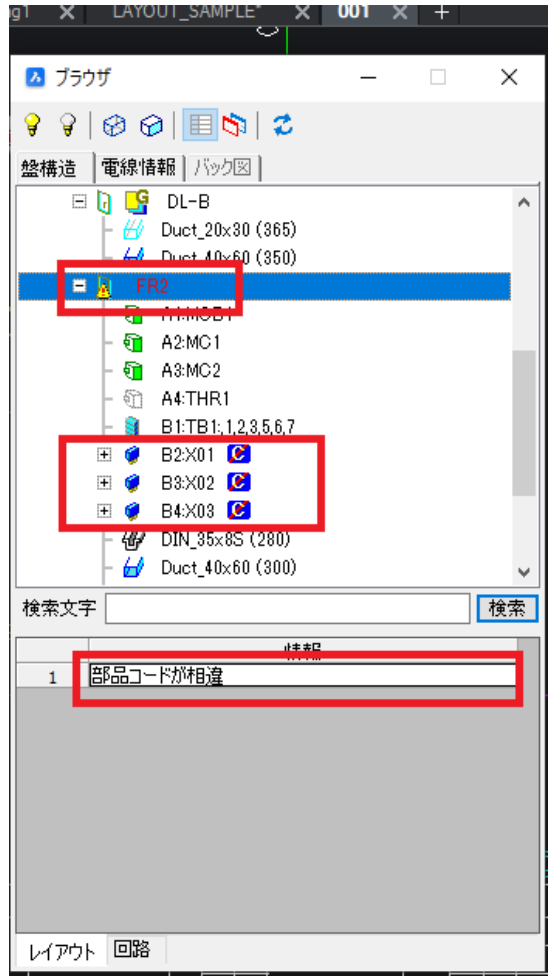 g1 LAYOUT_SAMPLE* 001
ブラウザ
盤構造 電線情報 バック図
DL-B
Duct_20x30 (365)
Duct_40x60 (350)
FR2
A1:MCB1
A2:MC1
A3:MC2
A4:THR1
B1:TB1:,1,2,3,5,6,7
B2:X01 C
B3:X02 C
B4:X03 C
DIN_35x8S (280)
Duct_40x60 (300)
検索文字 検索
情報
1 部品コードが相違
レイアウト 回路